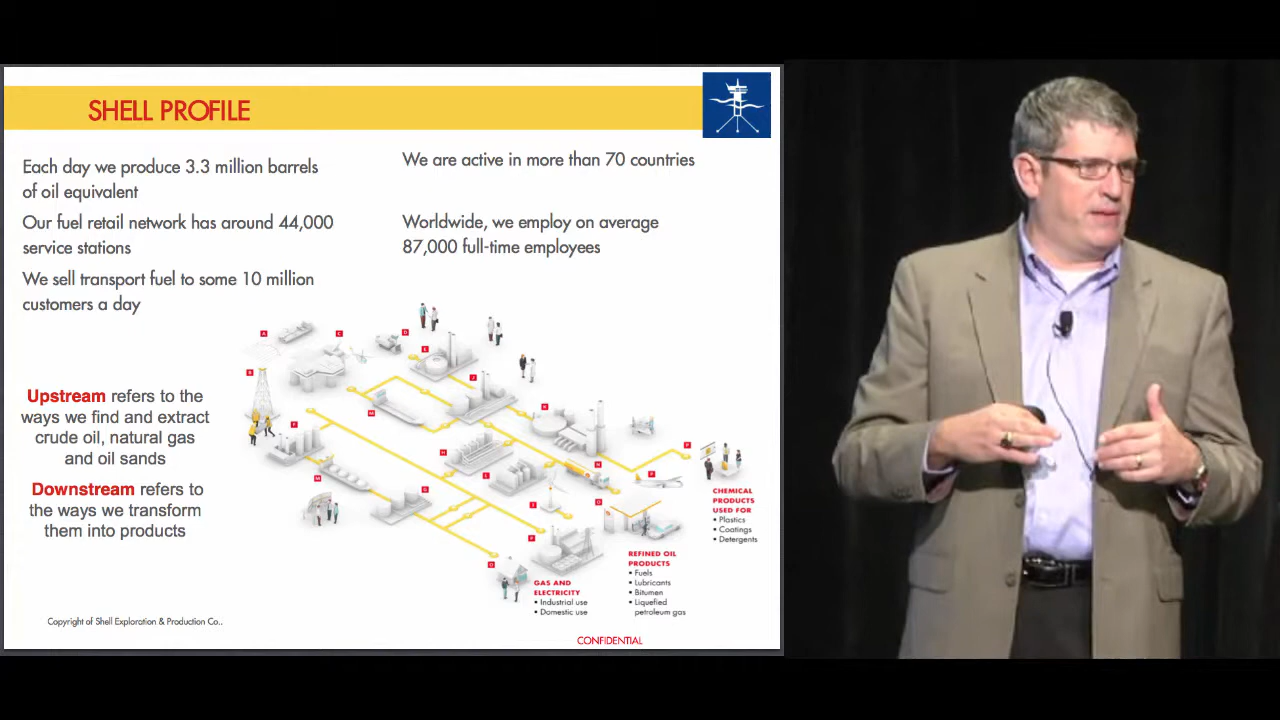 SHELL PROFILE
Each day we produce 3.3 million barrels
of oil equivalent
Our fuel retail network has around 44,000
service stations
We sell transport fuel to some 10 million
customers a day
We are active in more than 70 countries
Worldwide, we employ on average
87,000 full-time employees
Upstream refers to the
ways we find and extract
crude oil, natural gas
and oil sands
Downstream refers to
the ways we transform
them into products
A
C
D
E
B
J
M
K
F
H
P
N
P
M
I
G
S
O
P
CHEMICAL
PRODUCTS
USED FOR
• Plastics
• Coatings
• Detergents
REFINED OIL
PRODUCTS
• Fuels
• Lubricants
• Bitumen
• Liquefied
petroleum gas
GAS AND
ELECTRICITY
• Industrial use
• Domestic use
Copyright of Shell Exploration & Production Co..
CONFIDENTIAL